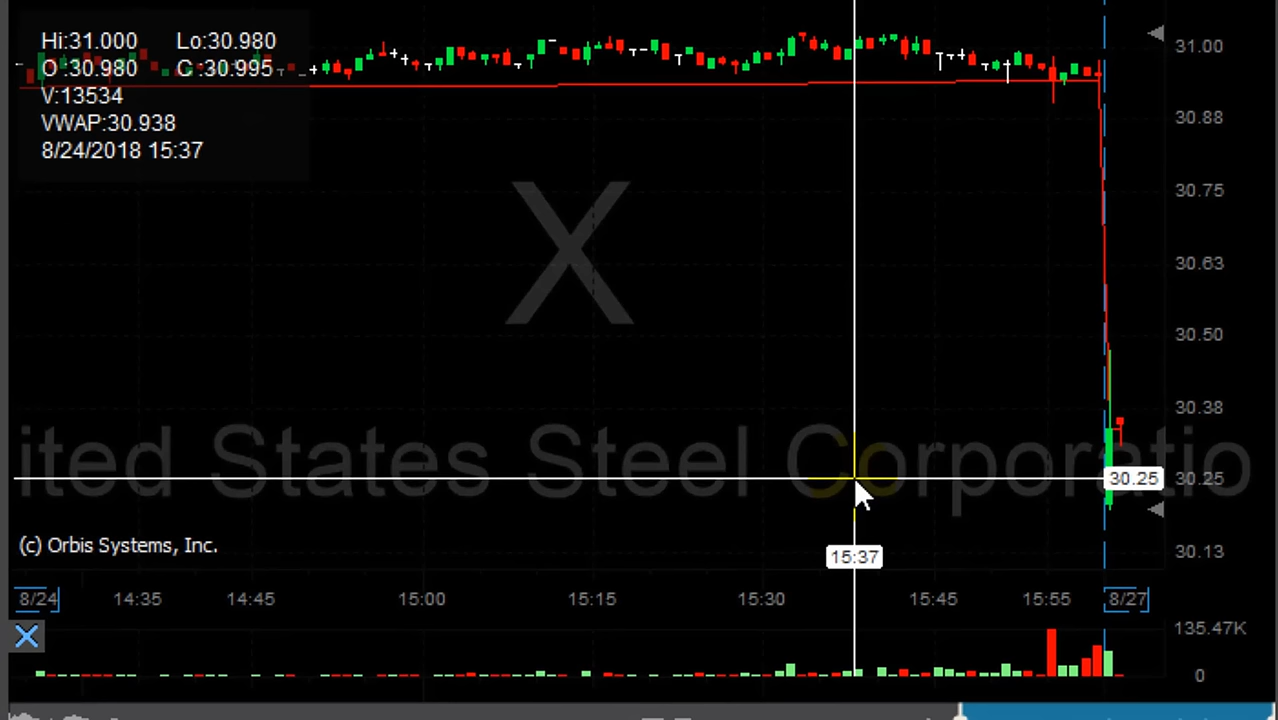 Hi:31.000 Lo:30.980
O :30.980 C :30.995
V:13534
VWAP:30.938
8/24/2018 15:37
31.00
30.88
30.75
30.63
30.50
30.38
30.25
30.13
X
ited States Steel Corporatio
30.25
(c) Orbis Systems, Inc.
15:37
8/24 14:35 14:45 15:00 15:15 15:30 15:45 15:55 8/27
135.47K
0